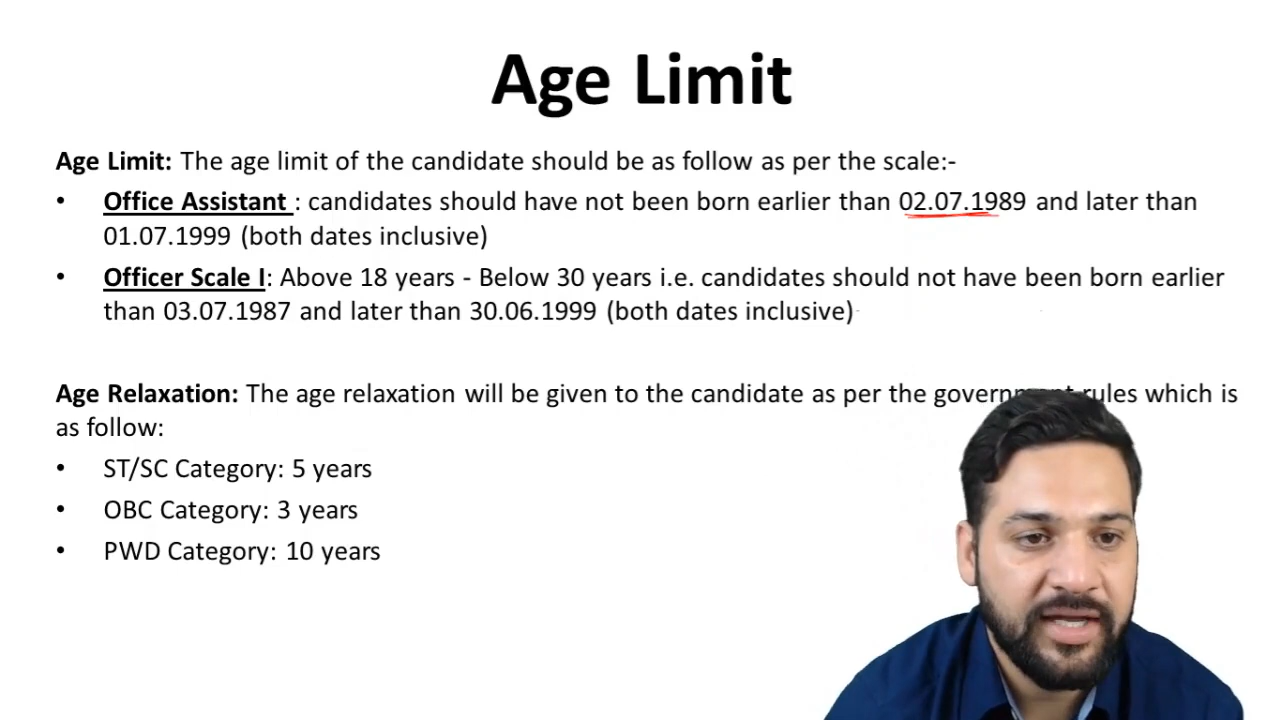 Age Limit
Age Limit: The age limit of the candidate should be as follow as per the scale:-
• Office Assistant : candidates should have not been born earlier than 02.07.1989 and later than
01.07.1999 (both dates inclusive)
• Officer Scale I: Above 18 years - Below 30 years i.e. candidates should not have been born earlier
than 03.07.1987 and later than 30.06.1999 (both dates inclusive)
Age Relaxation: The age relaxation will be given to the candidate as per the government rules which is
as follow:
• ST/SC Category: 5 years
• OBC Category: 3 years
• PWD Category: 10 years